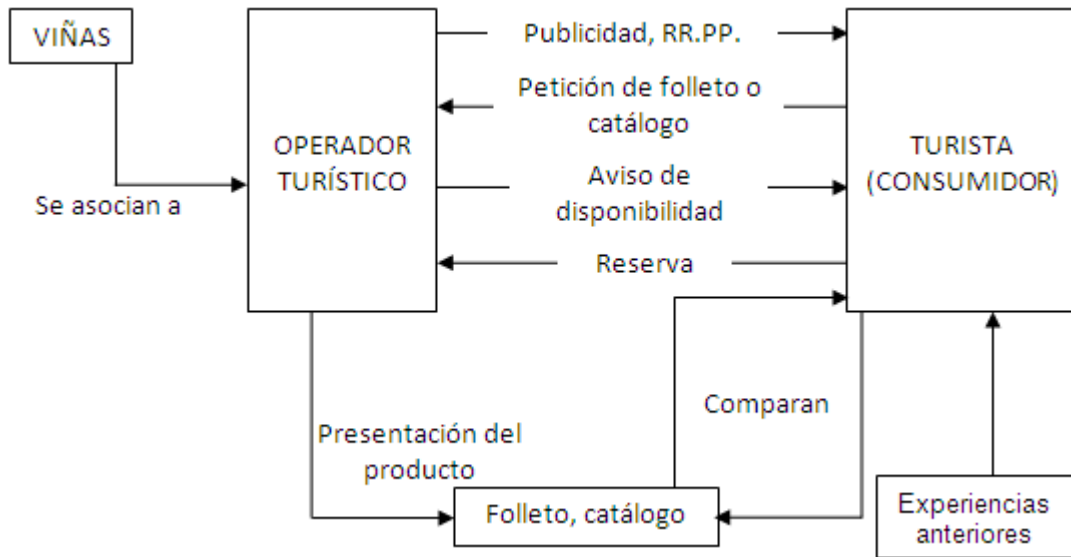 VIÑAS
Publicidad, RR.PP.
Petición de folleto o
catálogo
OPERADOR
TURÍSTICO
TURISTA
(CONSUMIDOR)
Aviso de
disponibilidad
Se asocian a
Reserva
Comparan
Presentación del
producto
Folleto, catálogo
Experiencias
anteriores